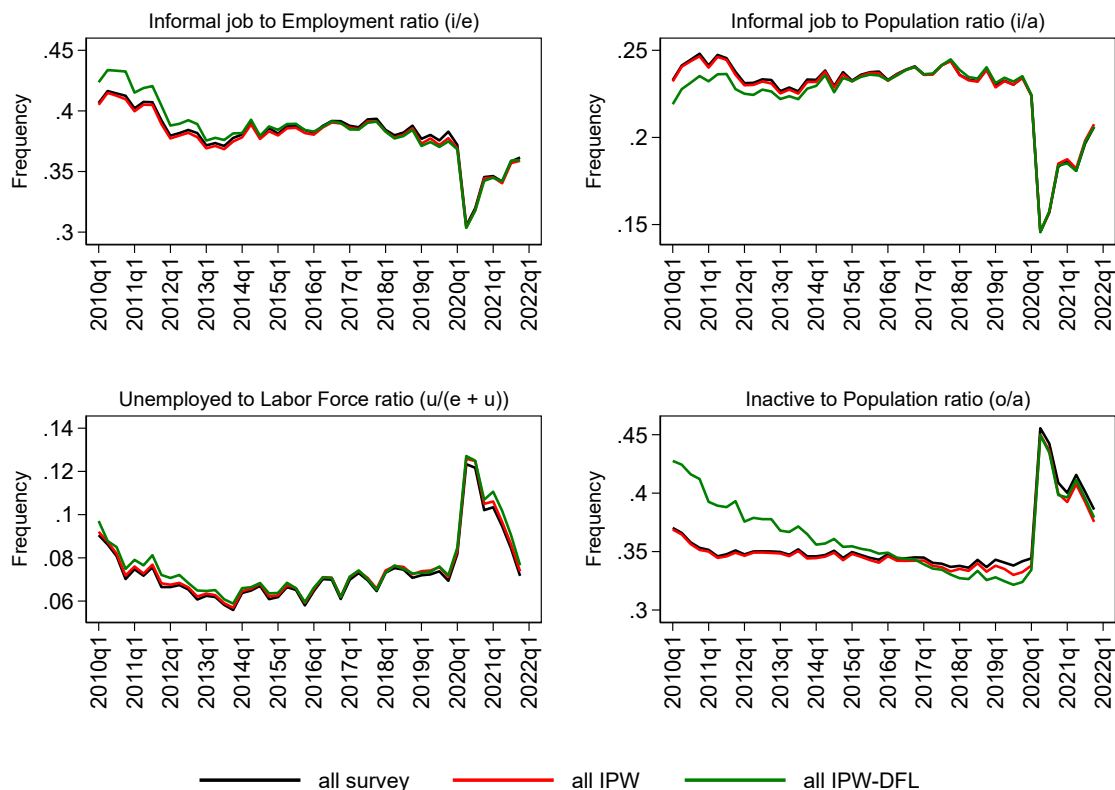 Informal job to Employment ratio (i/e)
Frequency
.45
.4
.35
.3
2010q1
2011q1
2012q1
2013q1
2014q1
2015q1
2016q1
2017q1
2018q1
2019q1
2020q1
2021q1
2022q1
Informal job to Population ratio (i/a)
Frequency
.25
.2
.15
2010q1
2011q1
2012q1
2013q1
2014q1
2015q1
2016q1
2017q1
2018q1
2019q1
2020q1
2021q1
2022q1
Unemployed to Labor Force ratio (u/(e + u))
Frequency
.14
.12
.1
.08
.06
2010q1
2011q1
2012q1
2013q1
2014q1
2015q1
2016q1
2017q1
2018q1
2019q1
2020q1
2021q1
2022q1
Inactive to Population ratio (o/a)
Frequency
.45
.4
.35
.3
2010q1
2011q1
2012q1
2013q1
2014q1
2015q1
2016q1
2017q1
2018q1
2019q1
2020q1
2021q1
2022q1
all survey all IPW all IPW-DFL